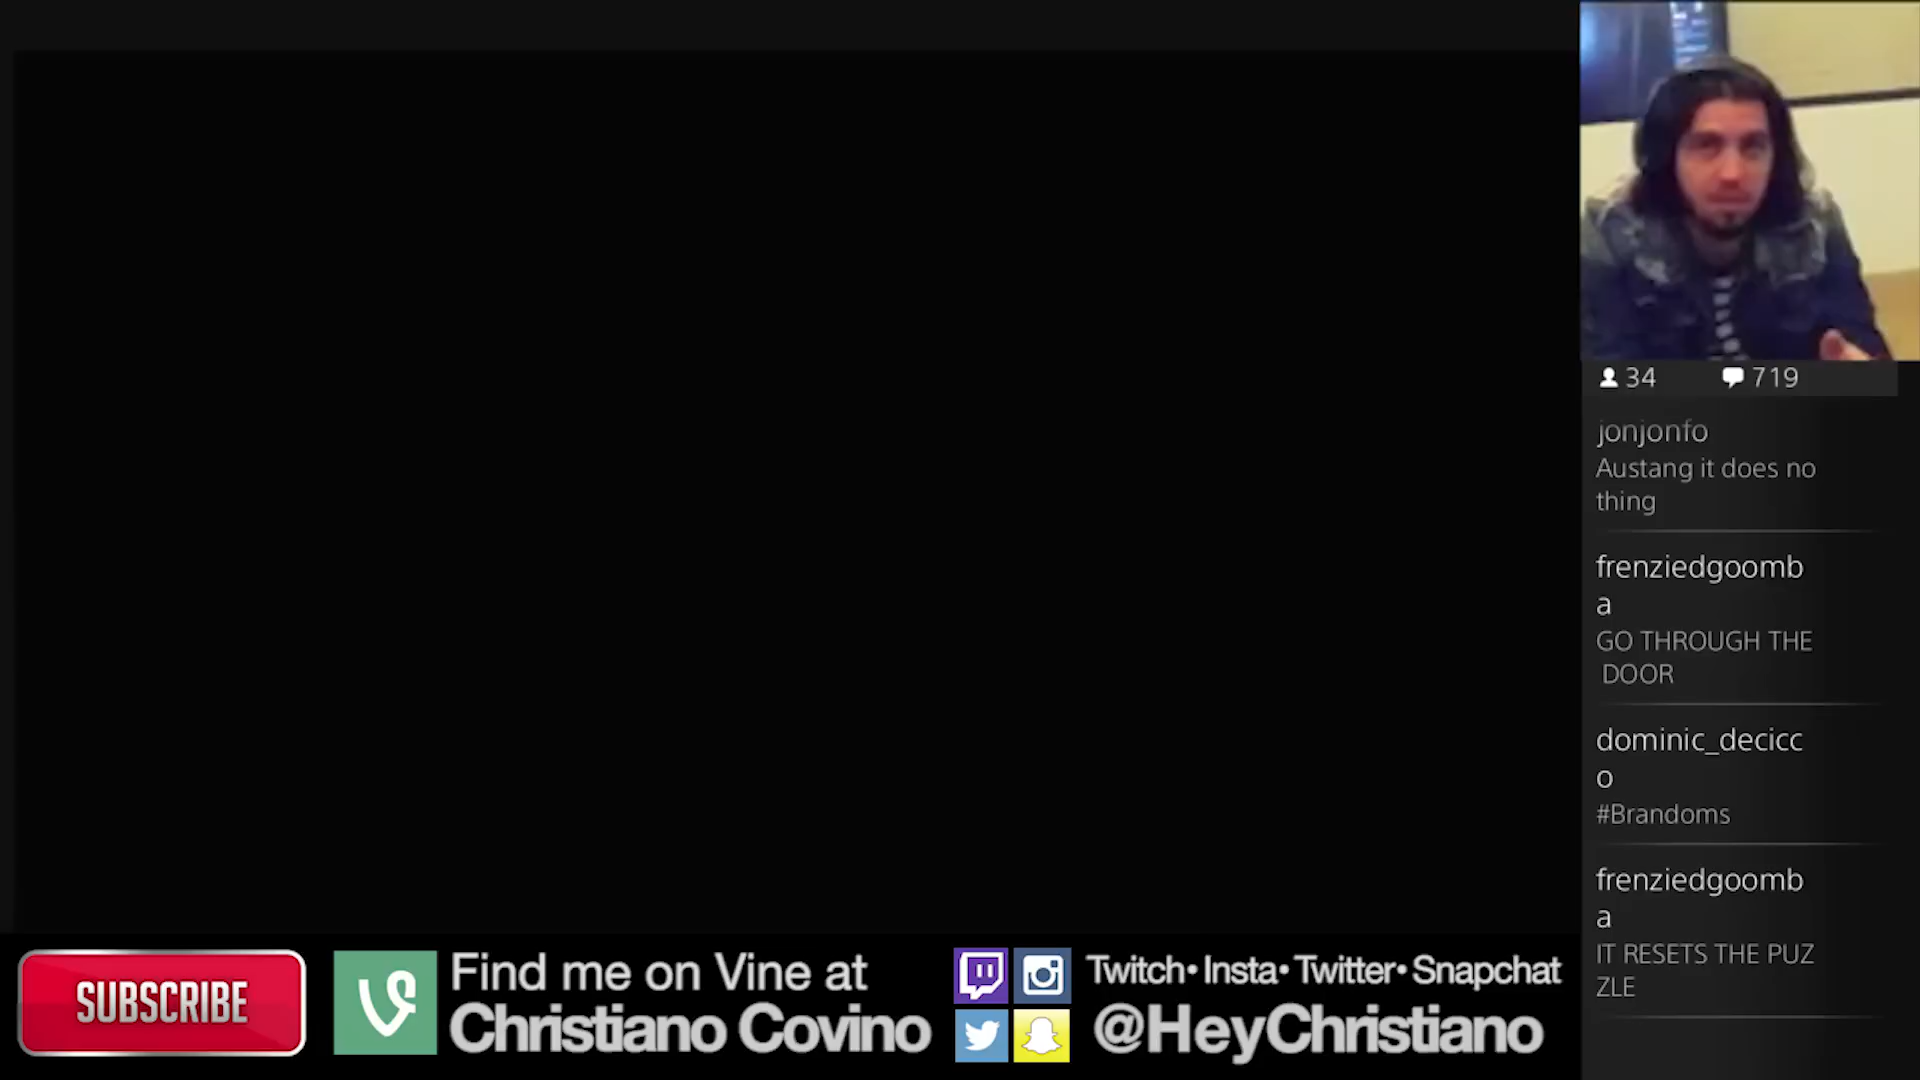 34 719
jonjonfo
Austang it does no
thing
frenziedgoomb
a
GO THROUGH THE
DOOR
dominic_decicc
o
#Brandoms
frenziedgoomb
a
IT RESETS THE PUZ
ZLE
SUBSCRIBE
Find me on Vine at
Christiano Covino
Twitch• Insta• Twitter• Snapchat
@HeyChristiano